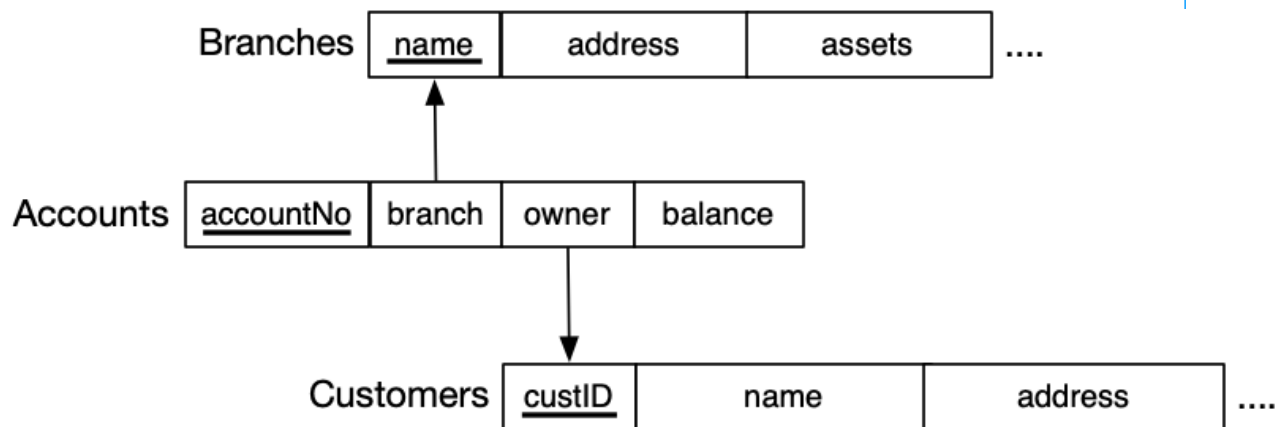 Branches name address assets ....
Accounts accountNo branch owner balance
Customers custID name address ....